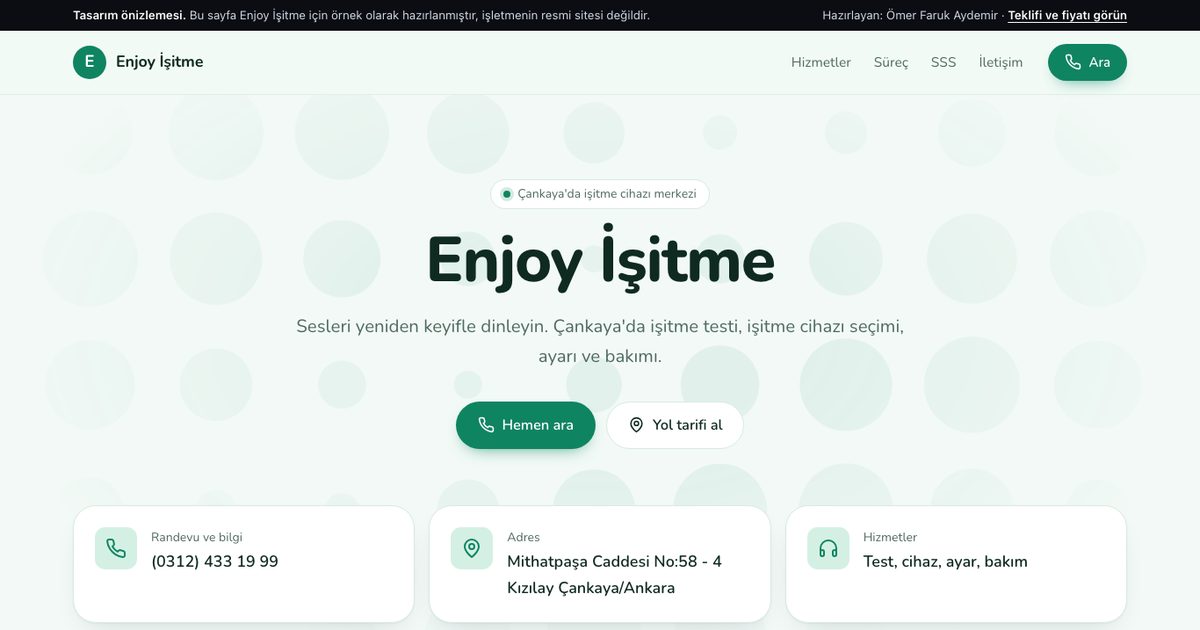 Tasarım önizlemesi. Bu sayfa Enjoy İşitme için örnek olarak hazırlanmıştır, işletmenin resmi sitesi değildir.
Hazırlayan: Ömer Faruk Aydemir · Teklifi ve fiyatı görün
E Enjoy İşitme
Hizmetler Süreç SSS İletişim Ara
Çankaya'da işitme cihazı merkezi
Enjoy İşitme
Sesleri yeniden keyifle dinleyin. Çankaya'da işitme testi, işitme cihazı seçimi,
ayarı ve bakımı.
Hemen ara
Yol tarifi al
Randevu ve bilgi
(0312) 433 19 99
Adres
Mithatpaşa Caddesi No:58 - 4
Kızılay Çankaya/Ankara
Hizmetler
Test, cihaz, ayar, bakım